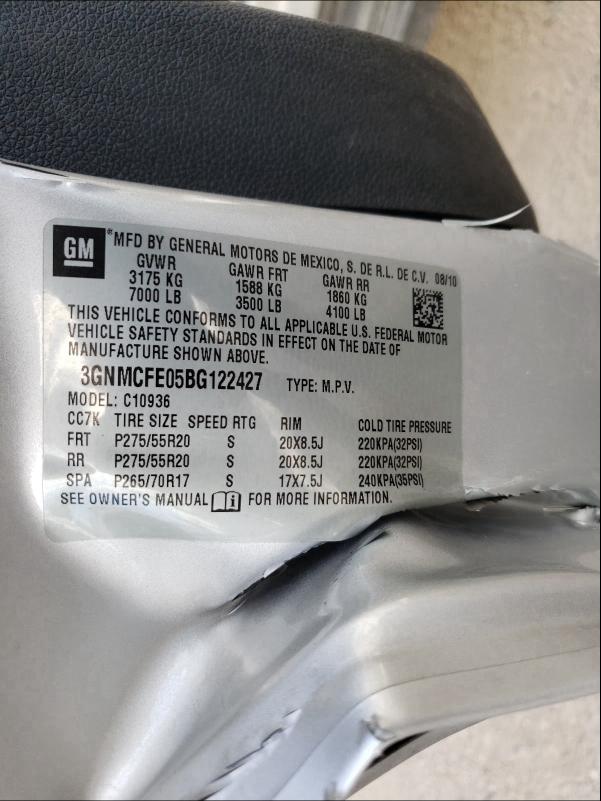 GM ® MFD BY GENERAL MOTORS DE MEXICO, S. DE R.L. DE C.V. 08/10
GVWR GAWR FRT GAWR RR
3175 KG 1588 KG 1860 KG
7000 LB 3500 LB 4100 LB
THIS VEHICLE CONFORMS TO ALL APPLICABLE U.S. FEDERAL MOTOR
VEHICLE SAFETY STANDARDS IN EFFECT ON THE DATE OF
MANUFACTURE SHOWN ABOVE.
3GNMCFE05BG122427 TYPE: M.P.V.
MODEL: C10936
CC7K TIRE SIZE SPEED RTG RIM COLD TIRE PRESSURE
FRT P275/55R20 S 20X8.5J 220KPA(32PSI)
RR P275/55R20 S 20X8.5J 220KPA(32PSI)
SPA P265/70R17 S 17X7.5J 240KPA(35PSI)
SEE OWNER'S MANUAL i FOR MORE INFORMATION.